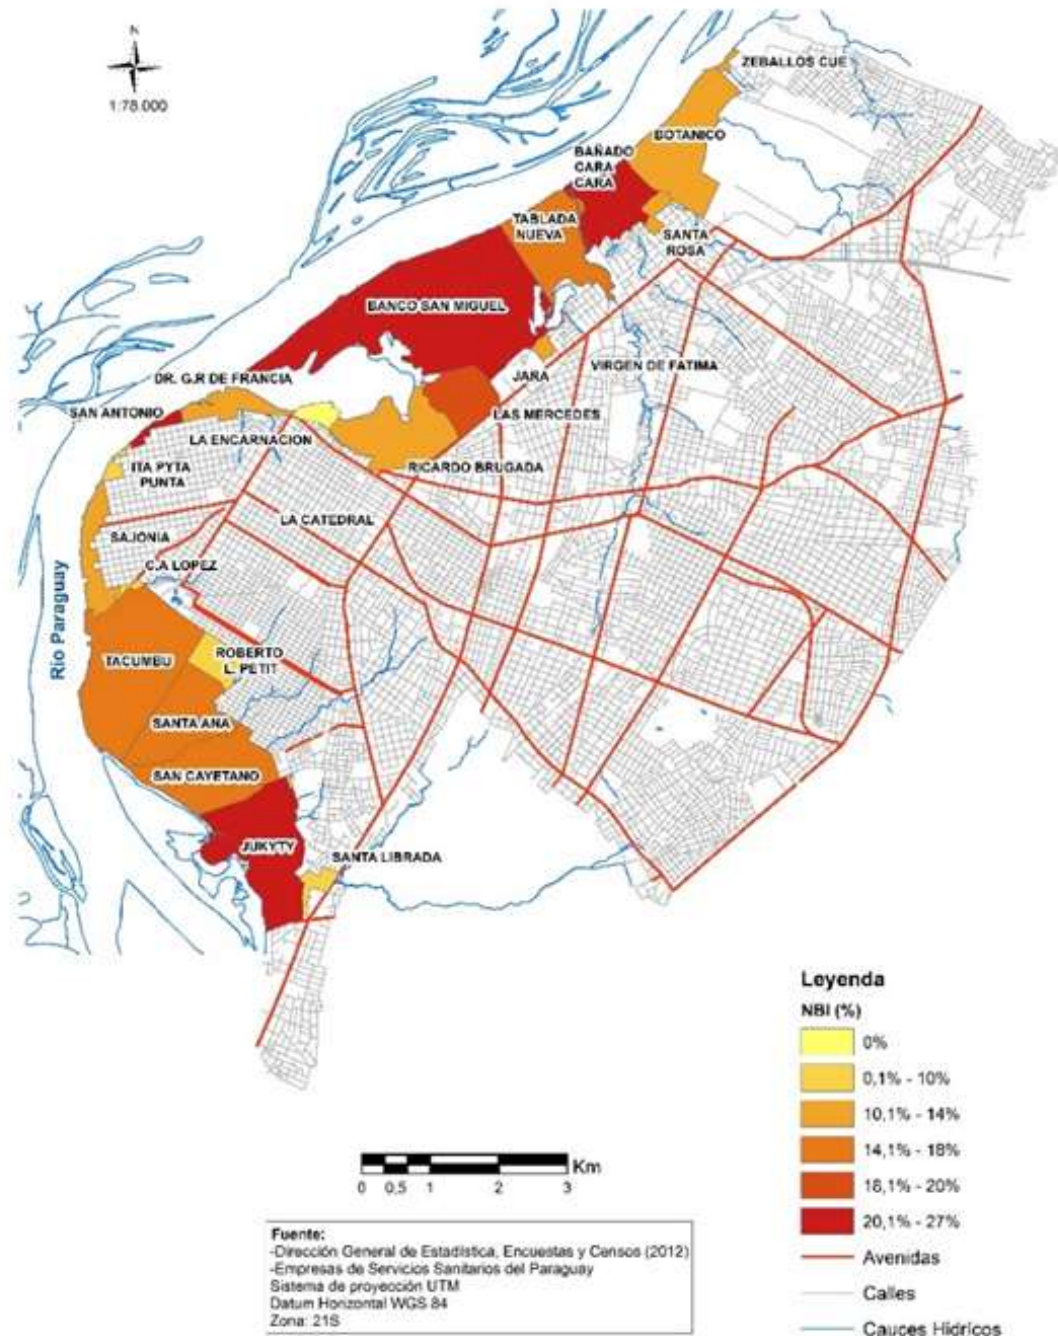 N
1:78.000
ZEBALLOS CUE
BOTANICO
BAÑADO
CARA
CARA
TABLADA
NUEVA
SANTA
ROSA
BANCO SAN MIGUEL
DR. G.R DE FRANCIA
JARA
VIRGEN DE FATIMA
SAN ANTONIO
LAS MERCEDES
LA ENCARNACION
ITA PYTA
PUNTA
RICARDO BRUGADA
LA CATEDRAL
SAJONIA
C.A LOPEZ
Rio Paraguay
TACUMBU
ROBERTO
L. PETIT
SANTA ANA
SAN CAYETANO
JUKYTY
SANTA LIBRADA
Leyenda
NBI (%)
0%
0,1% - 10%
10,1% - 14%
14,1% - 18%
18,1% - 20%
20,1% - 27%
Avenidas
Calles
Cauces Hídricos
Km
0 0,5 1 2 3
Fuente:
-Dirección General de Estadística, Encuestas y Censos (2012)
-Empresas de Servicios Sanitarios del Paraguay
Sistema de proyección UTM
Datum Horizontal WGS 84
Zona: 21S